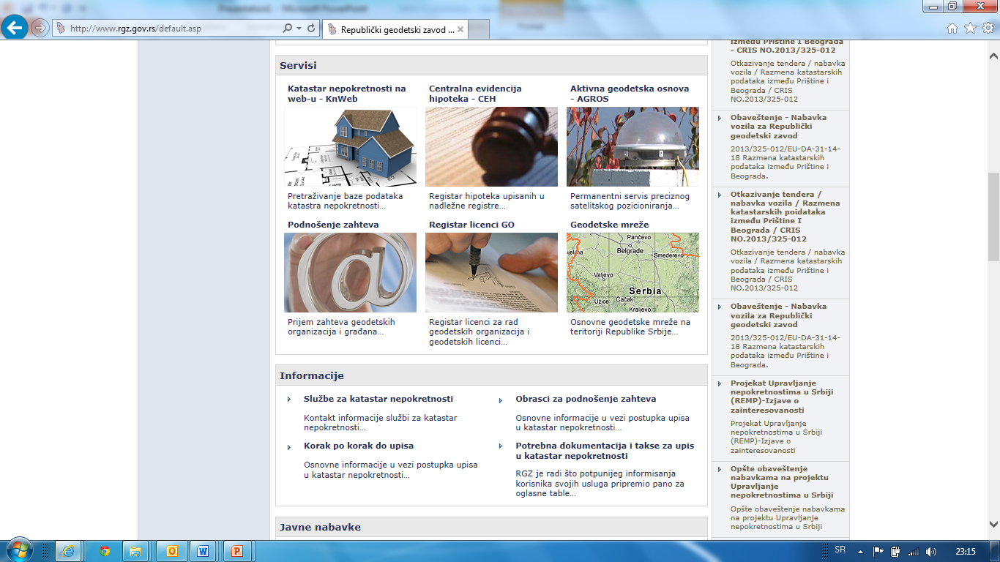 Presentation1 - Microsoft PowerPoint
http://www.rgz.gov.rs/default.asp
Republički geodetski zavod ...
Servisi
Katastar nepokretnosti na
web-u - KnWeb
Pretraživanje baze podataka
katastra nepokretnosti...
Centralna evidencija
hipoteka - CEH
Registar hipoteka upisanih u
nadležne registre...
Aktivna geodetska osnova
- AGROS
Permanentni servis preciznog
satelitskog pozicioniranja...
Podnošenje zahteva
Prijem zahteva geodetskih
organizacija i građana...
Registar licenci GO
Registar licenci za rad
geodetskih organizacija i
geodetskih licenci...
Geodetske mreže
Pančevo
Belgrade
Smederevo
Valjevo
Serbia
Užice
Čačak
Kraljevo
Osnovne geodetske mreže na
teritoriji Republike Srbije...
Informacije
Službe za katastar nepokretnosti
Kontakt informacije službi za katastar
nepokretnosti...
Obrasci za podnošenje zahteva
Osnovne informacije u vezi postupka upisa
u katastar nepokretnosti...
Korak po korak do upisa
Osnovne informacije u vezi postupka upisa
u katastar nepokretnosti...
Potrebna dokumentacija i takse za upis
u katastar nepokretnosti
RGZ je radi što potpunijeg informisanja
korisnika svojih usluga pripremio pano za
oglasne table...
Javne nabavke
između Prištine I Beograda
- CRIS NO.2013/325-012
Otkazivanje tendera / nabavka
vozila / Razmena katastarskih
podataka između Prištine i
Beograda / CRIS
NO.2013/325-012
Obaveštenje - Nabavka
vozila za Republički
geodetski zavod
2013/325-012/EU-DA-31-14-
18 Razmena katastarskih
podataka između Prištine i
Beograda.
Otkazivanje tendera /
nabavka vozila / Razmena
katastarskih poidataka
između Prištine I
Beograda / CRIS
NO.2013/325-012
Otkazivanje tendera / nabavka
vozila / Razmena katastarskih
podataka između Prištine i
Beograda / CRIS
NO.2013/325-012
Obaveštenje - Nabavka
vozila za Republički
geodetski zavod
2013/325-012/EU-DA-31-14-
18 Razmena katastarskih
podataka između Prištine i
Beograda.
Projekat Upravljanje
nepokretnostima u Srbiji
(REMP)-Izjave o
zainteresovanosti
Projekat Upravljanje
nepokretnostima u Srbiji
(REMP)-Izjave o
zainteresovanosti
Opšte obaveštenje
nabavkama na projektu
Upravljanje
nepokretnostima u Srbiji
Opšte obaveštenje nabavkama
na projektu Upravljanje
nepokretnostima u Srbiji
SR
23:15